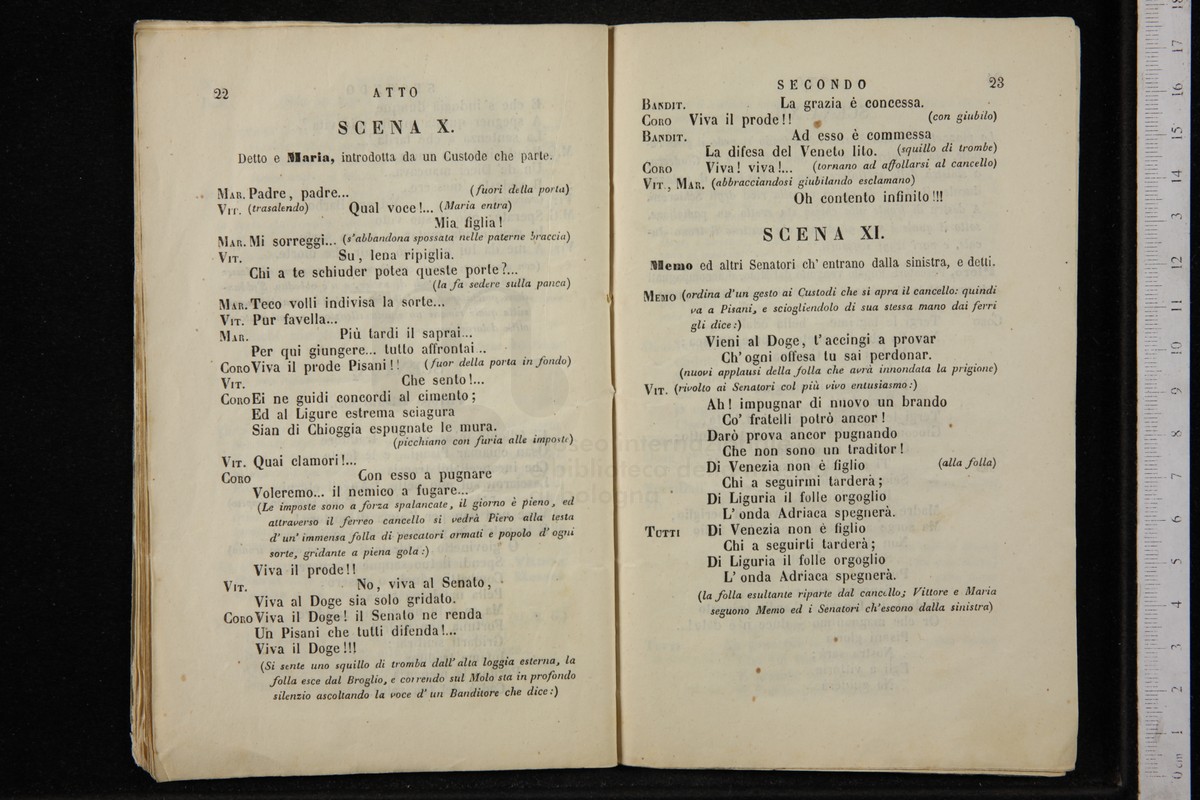 22 ATTO
SCENA X.
Detto e Maria, introdotta da un Custode che parte.
MAR. Padre, padre... (fuori della porta)
VIT. (trasalendo) Qual voce!... (Maria entra)
Mia figlia!
MAR. Mi sorreggi... (s'abbandona spossata nelle paterne braccia)
VIT. Su, lena ripiglia.
Chi a te schiuder potea queste porte?...
(la fa sedere sulla panca)
MAR. Teco volli indivisa la sorte...
VIT. Pur favella...
MAR. Più tardi il saprai...
Per qui giungere... tutto affrontai..
CORO Viva il prode Pisani!! (fuor della porta in fondo)
VIT. Che sento!...
CORO Ei ne guidi concordi al cimento;
Ed al Ligure estrema sciagura
Sian di Chioggia espugnate le mura.
(picchiano con furia alle imposte)
VIT. Quai clamori!...
CORO Con esso a pugnare
Voleremo... il nemico a fugare...
(Le imposte sono a forza spalancate, il giorno è pieno, ed
attraverso il ferreo cancello si vedrà Piero alla testa
d'un' immensa folla di pescatori armati e popolo d'ogni
sorte, gridante a piena gola:)
Viva il prode!!
VIT. No, viva al Senato,
Viva al Doge sia solo gridato.
CORO Viva il Doge! il Senato ne renda
Un Pisani che tutti difenda!...
Viva il Doge!!!
(Si sente uno squillo di tromba dall'alta loggia esterna, la
folla esce dal Broglio, e correndo sul Molo sta in profondo
silenzio ascoltando la voce d'un Banditore che dice:)
SECONDO 23
BANDIT. La grazia è concessa.
CORO Viva il prode!! (con giubilo)
BANDIT. Ad esso è commessa
La difesa del Veneto lito. (squillo di trombe)
CORO Viva! viva!... (tornano ad affollarsi al cancello)
VIT., MAR. (abbracciandosi giubilando esclamano)
Oh contento infinito!!!
SCENA XI.
Memo ed altri Senatori ch' entrano dalla sinistra, e detti.
MEMO (ordina d'un gesto ai Custodi che si apra il cancello: quindi
va a Pisani, e sciogliendolo di sua stessa mano dai ferri
gli dice:)
Vieni al Doge, t'accingi a provar
Ch'ogni offesa tu sai perdonar.
(nuovi applausi della folla che avrà innondata la prigione)
VIT. (rivolto ai Senatori col più vivo entusiasmo:)
Ah! impugnar di nuovo un brando
Co' fratelli potrò ancor!
Darò prova ancor pugnando
Che non sono un traditor!
Di Venezia non è figlio (alla folla)
Chi a seguirmi tarderà;
Di Liguria il folle orgoglio
L' onda Adriaca spegnerà.
TUTTI Di Venezia non è figlio
Chi a seguirti tarderà;
Di Liguria il folle orgoglio
L' onda Adriaca spegnerà.
(la folla esultante riparte dal cancello; Vittore e Maria
seguono Memo ed i Senatori ch'escono dalla sinistra)